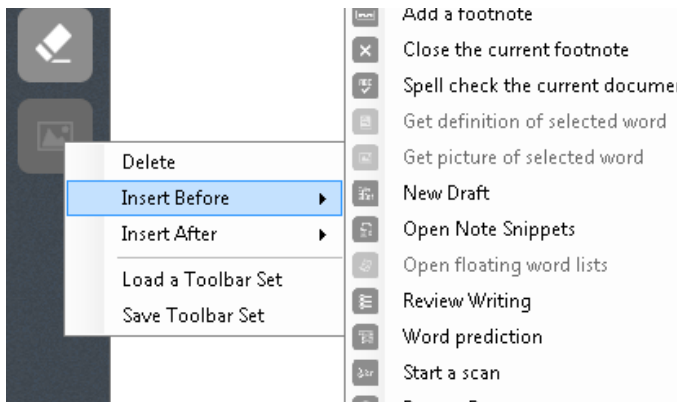 Delete
Insert Before
Insert After
Load a Toolbar Set
Save Toolbar Set
Add a footnote
Close the current footnote
Spell check the current docume
Get definition of selected word
Get picture of selected word
New Draft
Open Note Snippets
Open floating word lists
Review Writing
Word prediction
Start a scan